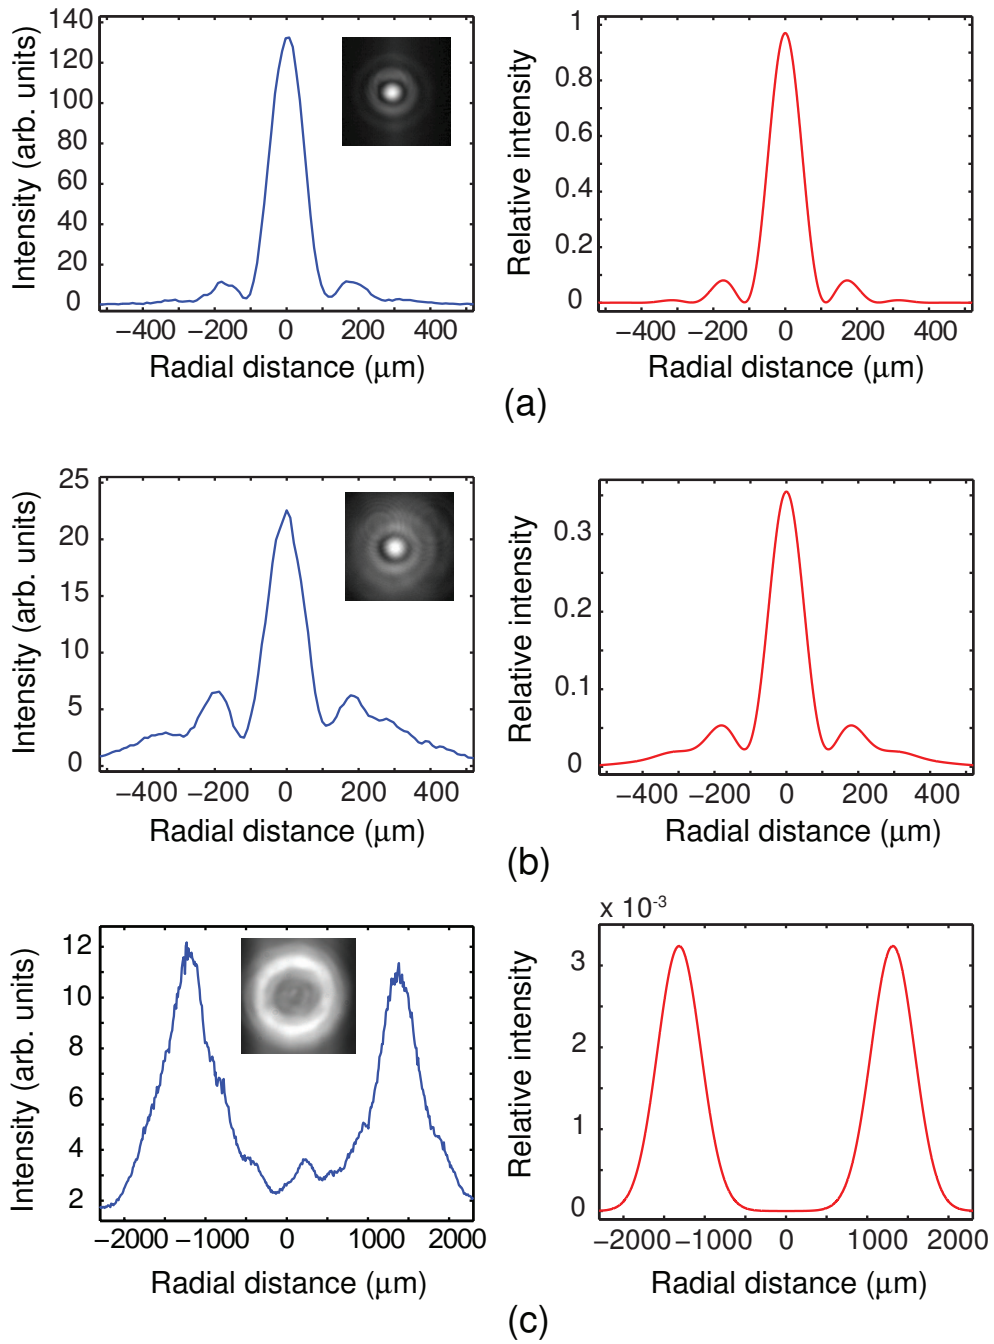 Intensity (arb. units)
140
120
100
80
60
40
20
0
−400 −200 0 200 400
Radial distance (μm)
Relative intensity
1
0.8
0.6
0.4
0.2
0
−400 −200 0 200 400
Radial distance (μm)
(a)
Intensity (arb. units)
25
20
15
10
5
0
−400 −200 0 200 400
Radial distance (μm)
Relative intensity
0.3
0.2
0.1
0
−400 −200 0 200 400
Radial distance (μm)
(b)
Intensity (arb. units)
12
10
8
6
4
2
−2000 −1000 0 1000 2000
Radial distance (μm)
x 10⁻³
Relative intensity
3
2
1
0
−2000 −1000 0 1000 2000
Radial distance (μm)
(c)